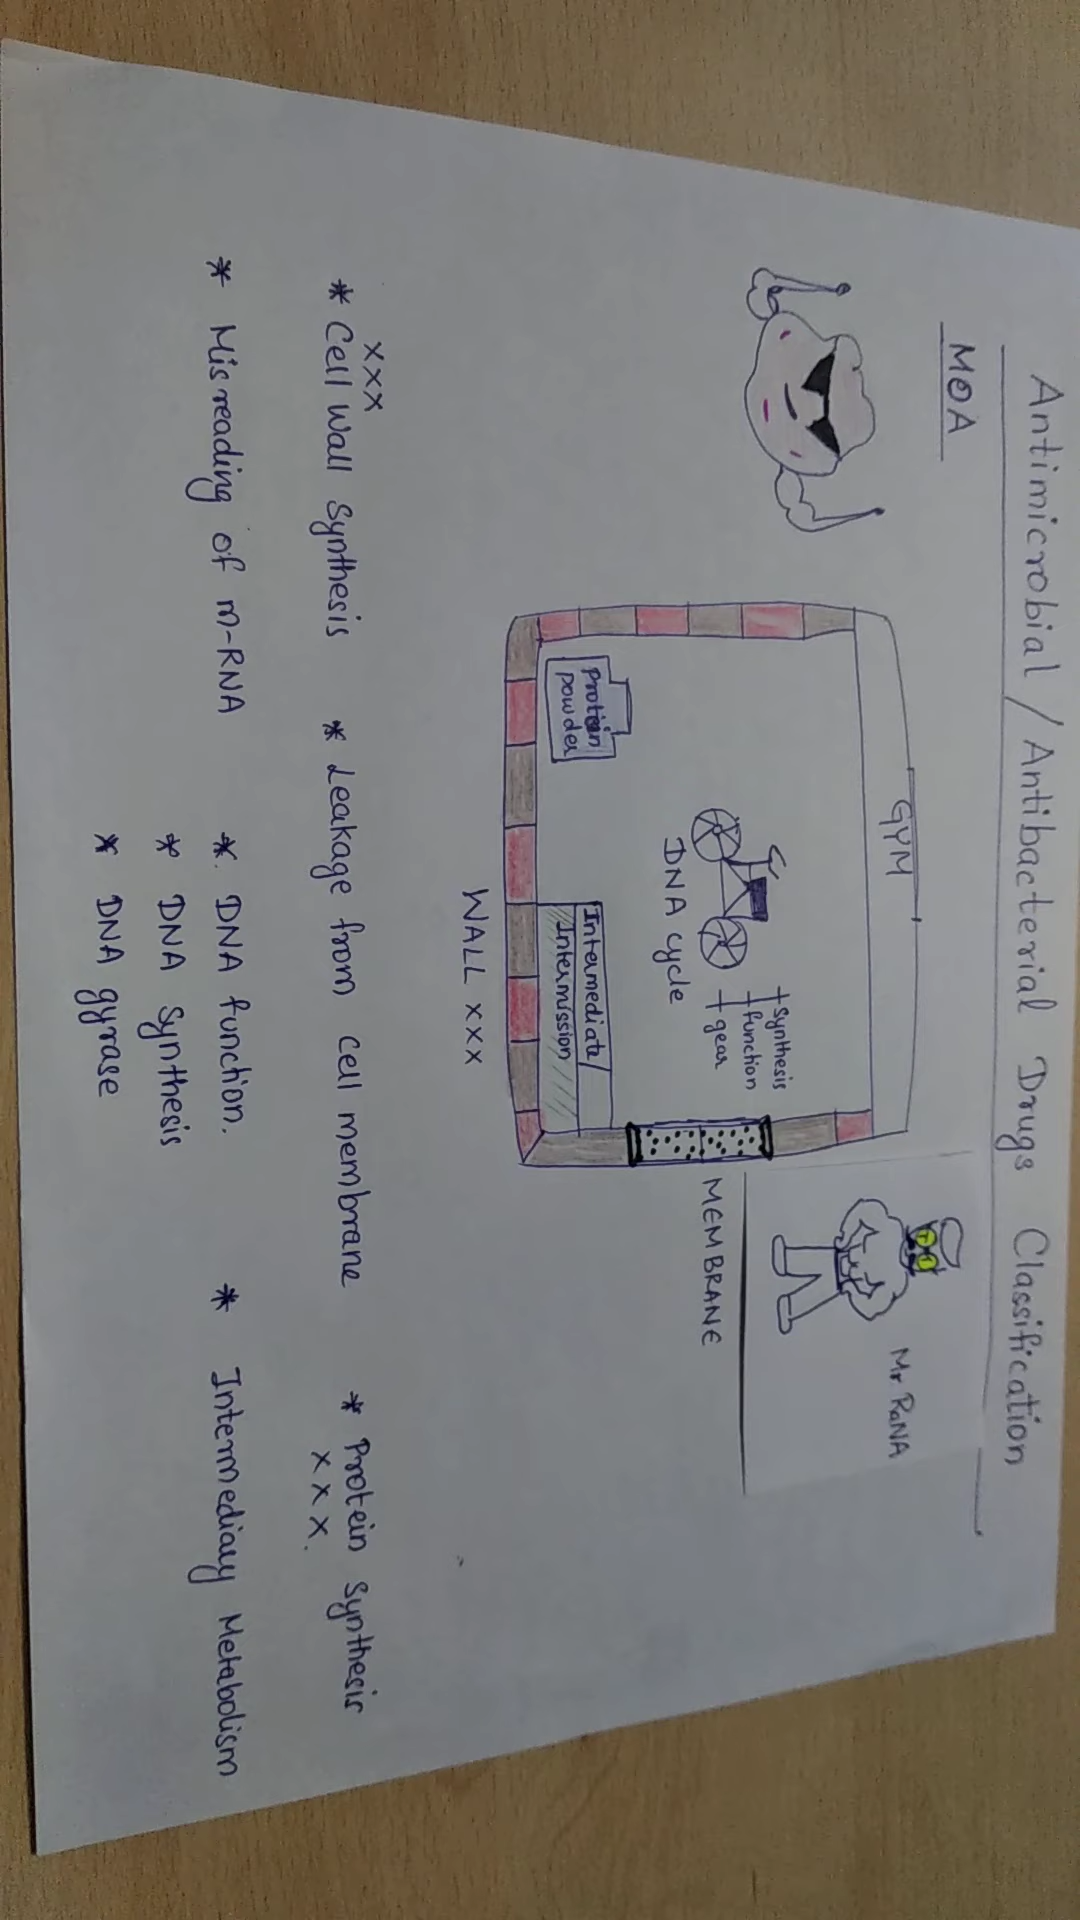 Antimicrobial / Antibacterial Drugs Classification
MOA
GYM
Mr RaNA
Synthesis
function
gear
DNA cycle
MEMBRANE
Protein
powder
Intermediate/
Intermission
WALL xxx
xxx
* Cell Wall Synthesis * Leakage from cell membrane * Protein Synthesis
x x x.
* Misreading of m-RNA *. DNA function. * Intermediary Metabolism
* DNA Synthesis
* DNA gyrase